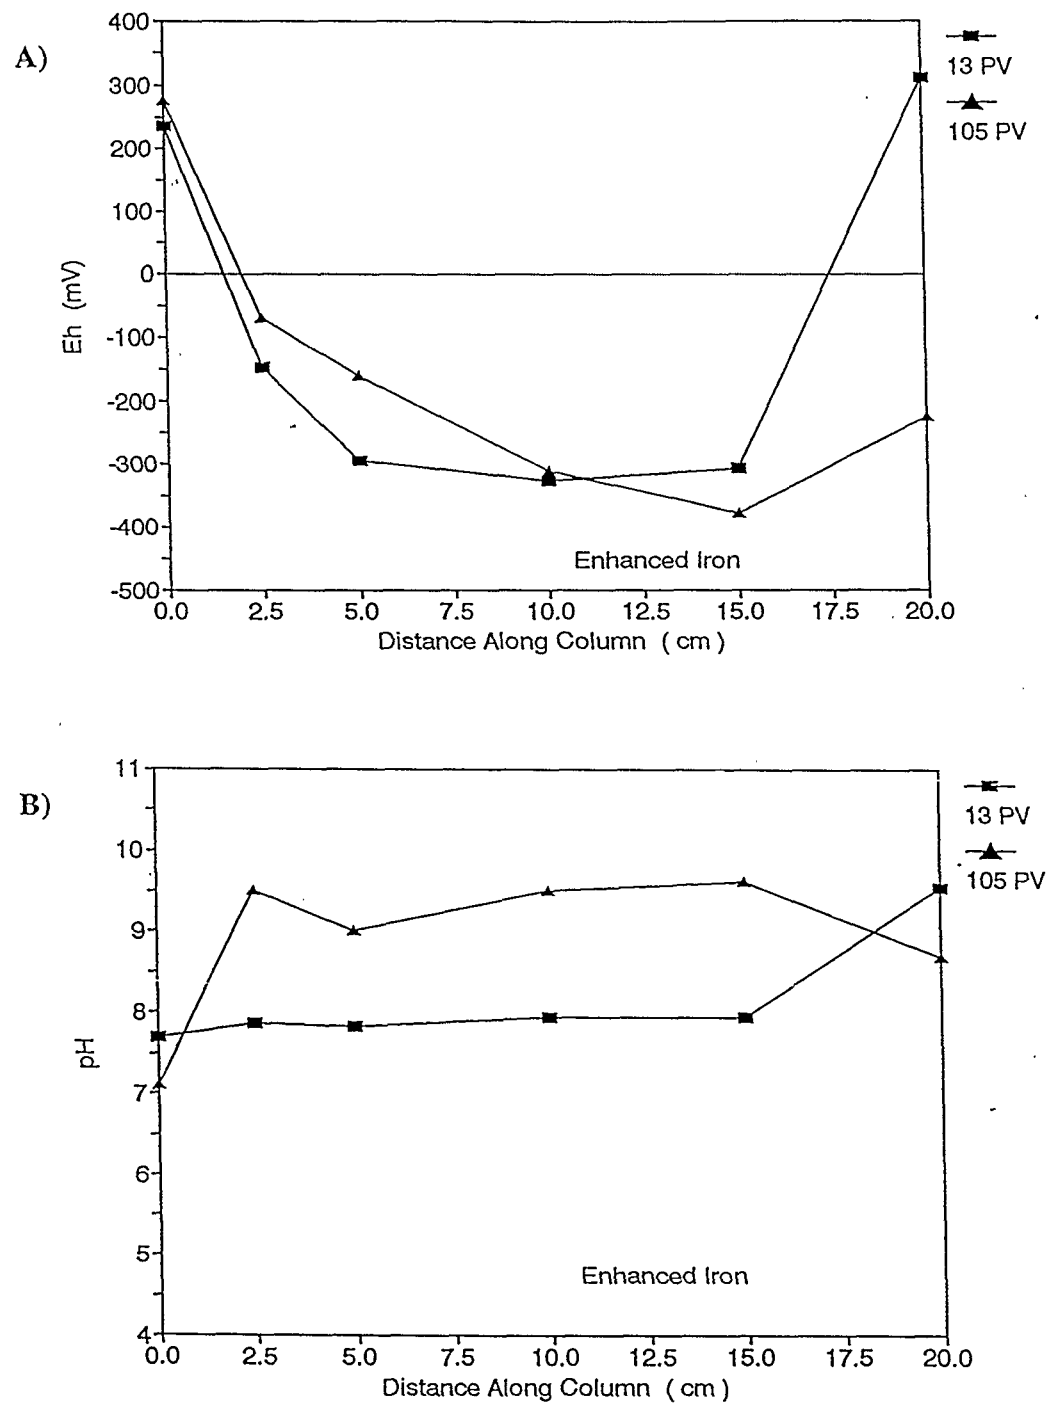 A)
400
300
200
100
0
-100
-200
-300
-400
-500
Eh (mV)
13 PV
105 PV
Enhanced Iron
0.0 2.5 5.0 7.5 10.0 12.5 15.0 17.5 20.0
Distance Along Column ( cm )
B)
11
10
9
8
7
6
5
4
pH
13 PV
105 PV
Enhanced Iron
0.0 2.5 5.0 7.5 10.0 12.5 15.0 17.5 20.0
Distance Along Column ( cm )